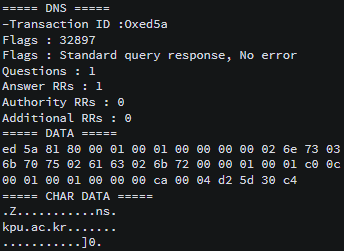 ===== DNS =====
-Transaction ID :0xed5a
Flags : 32897
Flags : Standard query response, No error
Questions : 1
Answer RRs : 1
Authority RRs : 0
Additional RRs : 0
===== DATA =====
ed 5a 81 80 00 01 00 01 00 00 00 00 02 6e 73 03
6b 70 75 02 61 63 02 6b 72 00 00 01 00 01 c0 0c
00 01 00 01 00 00 00 ca 00 04 d2 5d 30 c4
===== CHAR DATA =====
.Z...........ns.
kpu.ac.kr.......
...........]0.